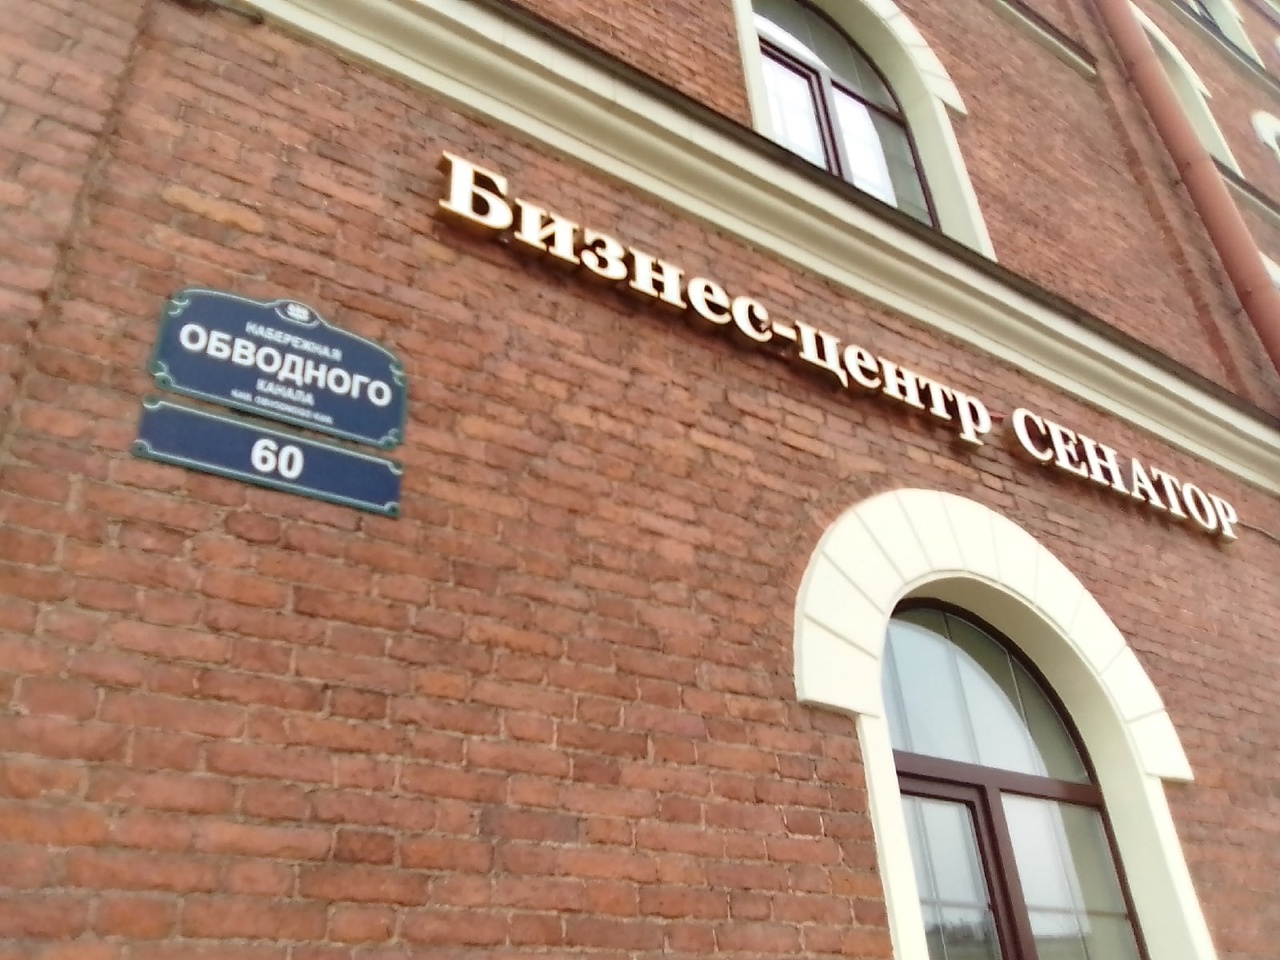 НАБЕРЕЖНАЯ
ОБВОДНОГО
КАНАЛА
60
Бизнес-центр СЕНАТОР